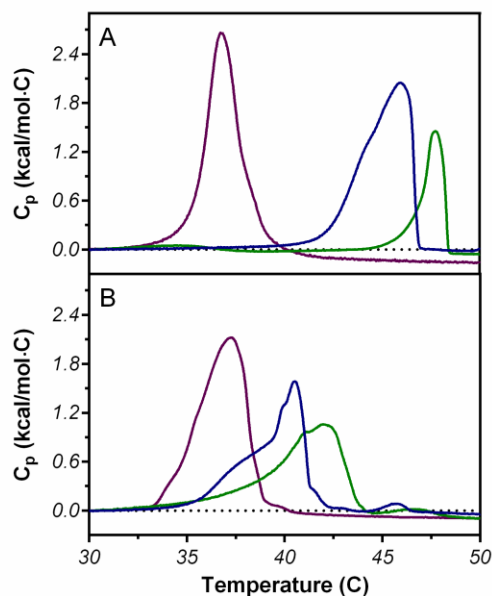 A
2.4
1.8
1.2
0.6
0.0
Cp (kcal/mol·C)
B
2.4
1.8
1.2
0.6
0.0
Cp (kcal/mol·C)
30 35 40 45 50
Temperature (C)